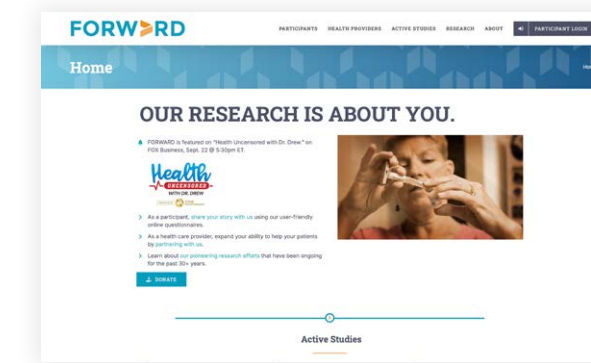 FORWARD
PARTICIPANTS HEALTH PROVIDERS ACTIVE STUDIES RESEARCH ABOUT PARTICIPANT LOGIN
Home
OUR RESEARCH IS ABOUT YOU.
FORWARD is featured on "Health Uncensored with Dr. Drew" on
FOX Business, Sept. 22 @ 5:30pm ET.
Health
UNCENSORED
WITH DR. DREW
As a participant, share your story with us using our user-friendly
online questionnaires.
As a health care provider, expand your ability to help your patients
by partnering with us.
Learn about our pioneering research efforts that have been ongoing
for the past 20+ years.
DONATE
Active Studies